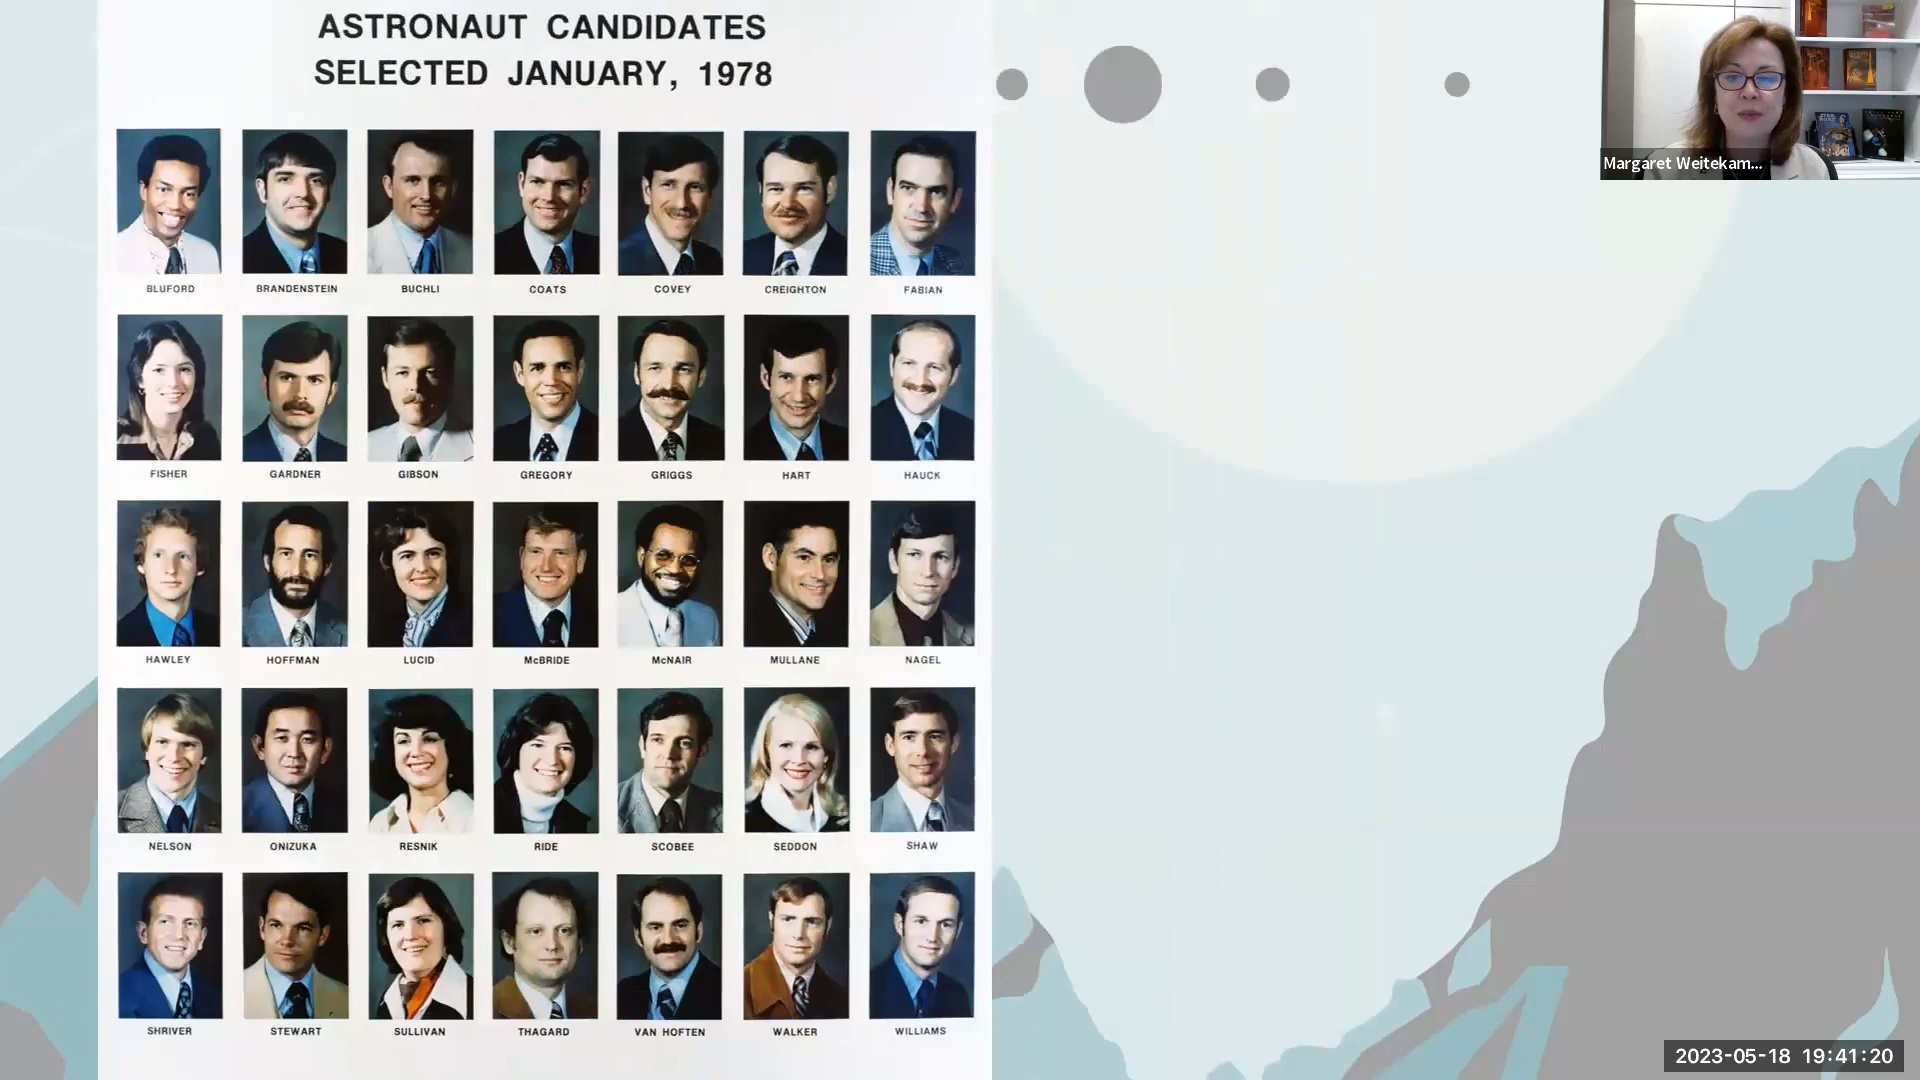 ASTRONAUT CANDIDATES
SELECTED JANUARY, 1978
Margaret Weitekam...
BLUFORD BRANDENSTEIN BUCHLI COATS COVEY CREIGHTON FABIAN
FISHER GARDNER GIBSON GREGORY GRIGGS HART HAUCK
HAWLEY HOFFMAN LUCID McBRIDE McNAIR MULLANE NAGEL
NELSON ONIZUKA RESNIK RIDE SCOBEE SEDDON SHAW
SHRIVER STEWART SULLIVAN THAGARD VAN HOFTEN WALKER WILLIAMS
2023-05-18 19:41:20